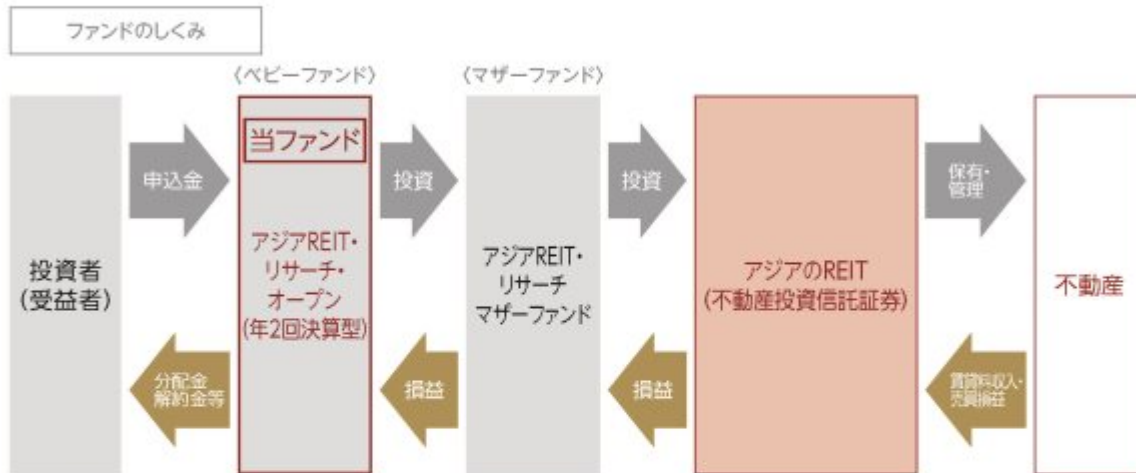 ファンドのしくみ
〈ベビーファンド〉
〈マザーファンド〉
投資者
(受益者)
申込金
分配金
解約金等
当ファンド
アジアREIT・
リサーチ・
オープン
(年2回決算型)
投資
損益
アジアREIT・
リサーチ
マザーファンド
投資
損益
アジアのREIT
(不動産投資信託証券)
保有・
管理
賃貸料収入・
売買損益
不動産